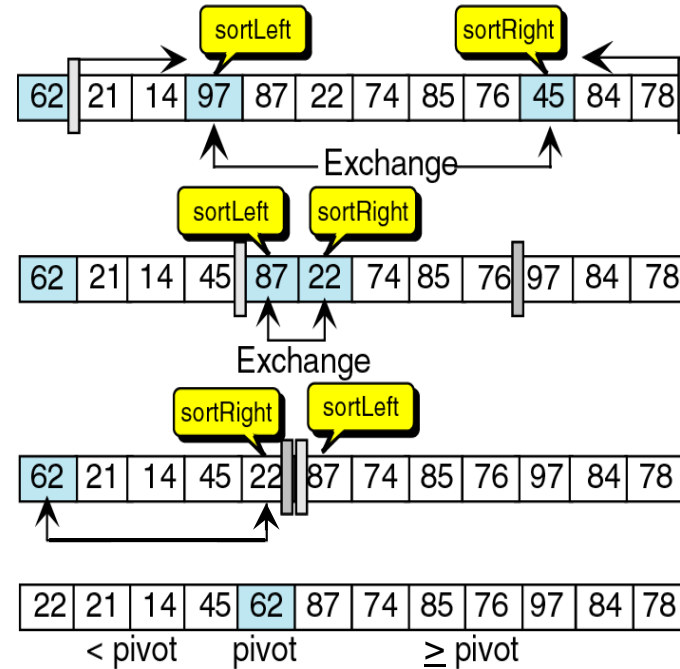 sortLeft sortRight
62 21 14 97 87 22 74 85 76 45 84 78
Exchange
sortLeft sortRight
62 21 14 45 87 22 74 85 76 97 84 78
Exchange
sortRight sortLeft
62 21 14 45 22 87 74 85 76 97 84 78
22 21 14 45 62 87 74 85 76 97 84 78
< pivot pivot ≥ pivot